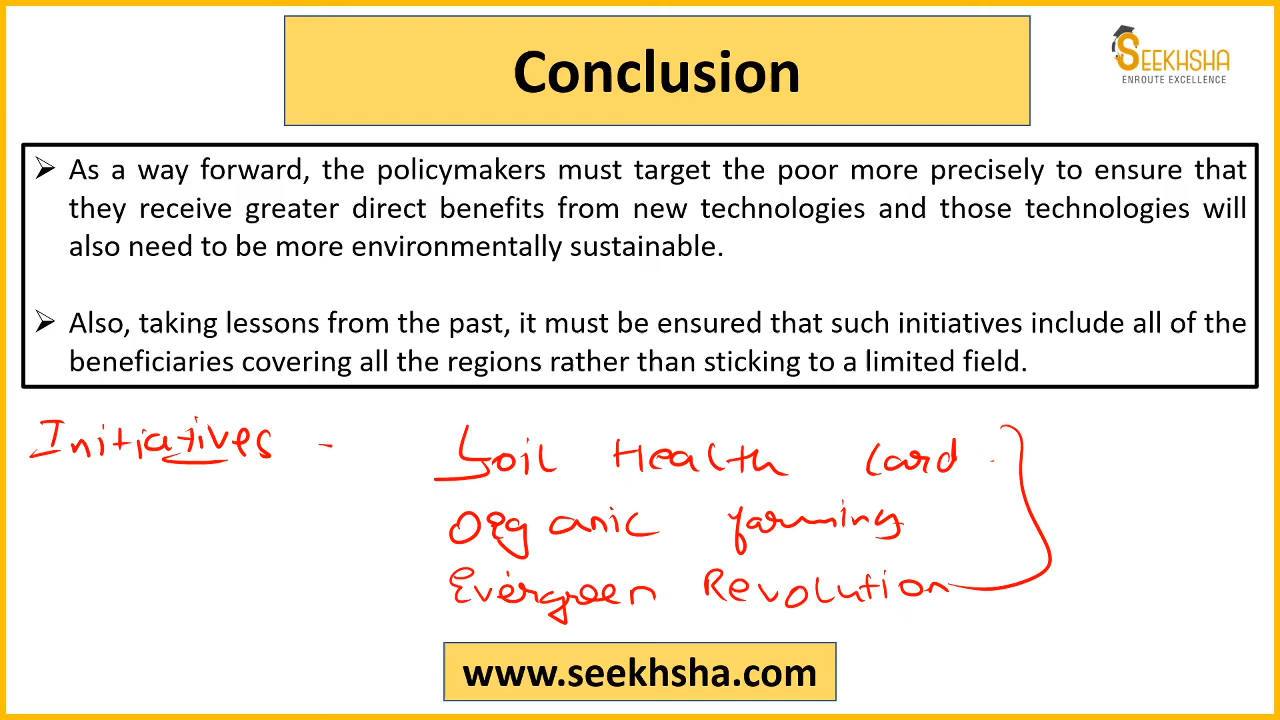 Conclusion
SEEKHSHA
ENROUTE EXCELLENCE
➢ As a way forward, the policymakers must target the poor more precisely to ensure that
they receive greater direct benefits from new technologies and those technologies will
also need to be more environmentally sustainable.
➢ Also, taking lessons from the past, it must be ensured that such initiatives include all of the
beneficiaries covering all the regions rather than sticking to a limited field.
Initiatives - Soil Health Card
Organic farming
Evergreen Revolution
www.seekhsha.com